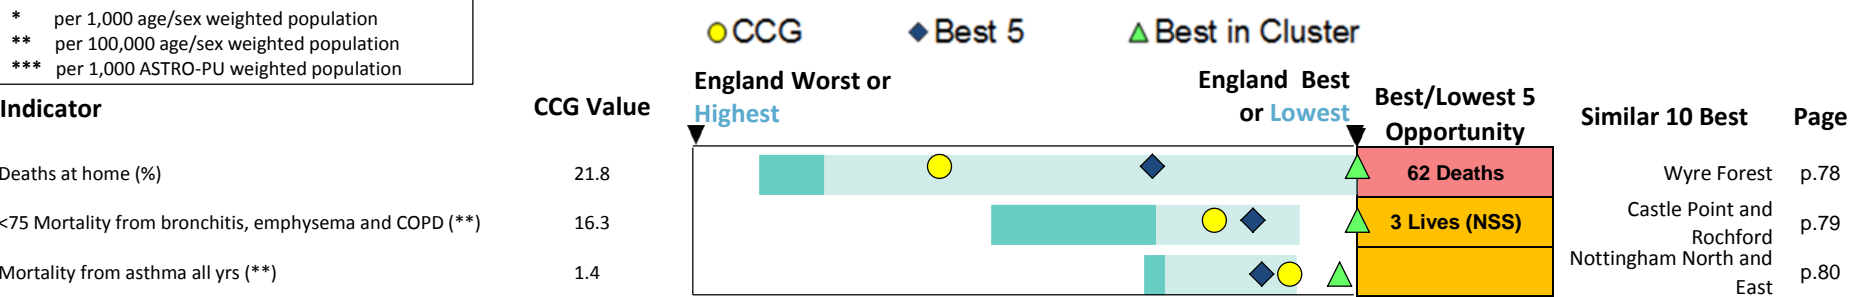 * per 1,000 age/sex weighted population
** per 100,000 age/sex weighted population
*** per 1,000 ASTRO-PU weighted population
CCG Best 5 Best in Cluster
Indicator
CCG Value
England Worst or
Highest
England Best
or Lowest
Best/Lowest 5
Opportunity
Similar 10 Best
Page
Deaths at home (%) 21.8 62 Deaths Wyre Forest p.78
<75 Mortality from bronchitis, emphysema and COPD (**) 16.3 3 Lives (NSS) Castle Point and
Rochford p.79
Mortality from asthma all yrs (**) 1.4 Nottingham North and
East p.80